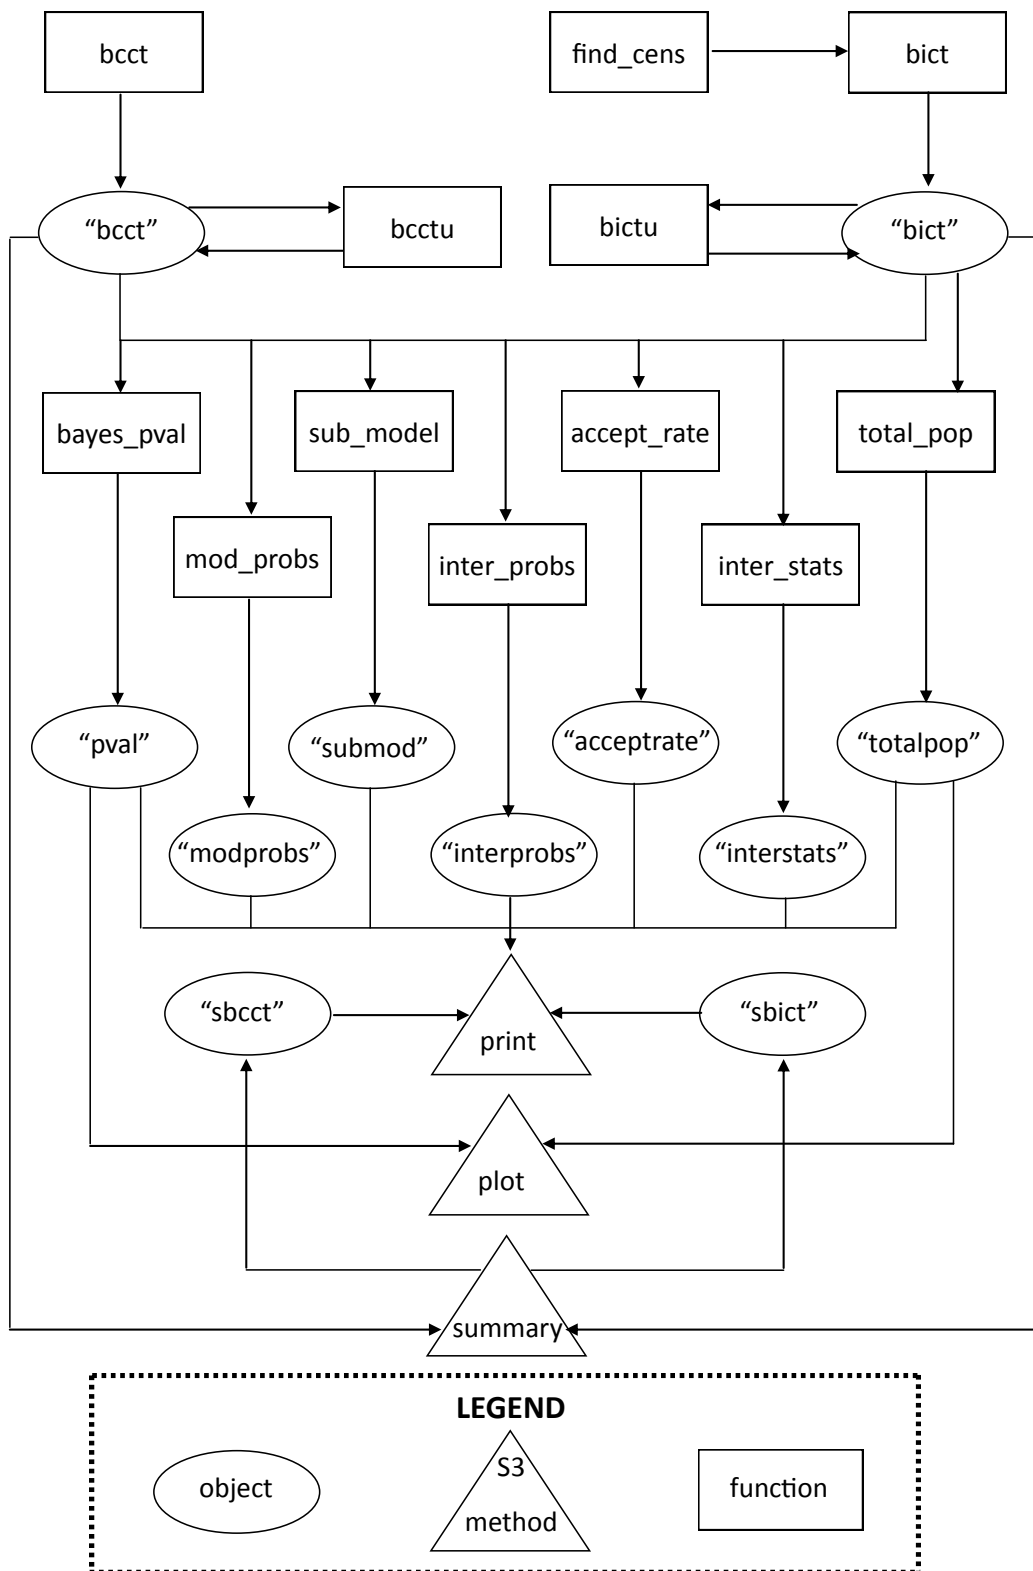 bcct
find_cens
bict
“bcct”
bcctu
bictu
“bict”
bayes_pval
sub_model
accept_rate
total_pop
mod_probs
inter_probs
inter_stats
“pval”
“submod”
“acceptrate”
“totalpop”
“modprobs”
“interprobs”
“interstats”
“sbcct”
“sbict”
print
plot
summary
LEGEND
object
S3
method
function